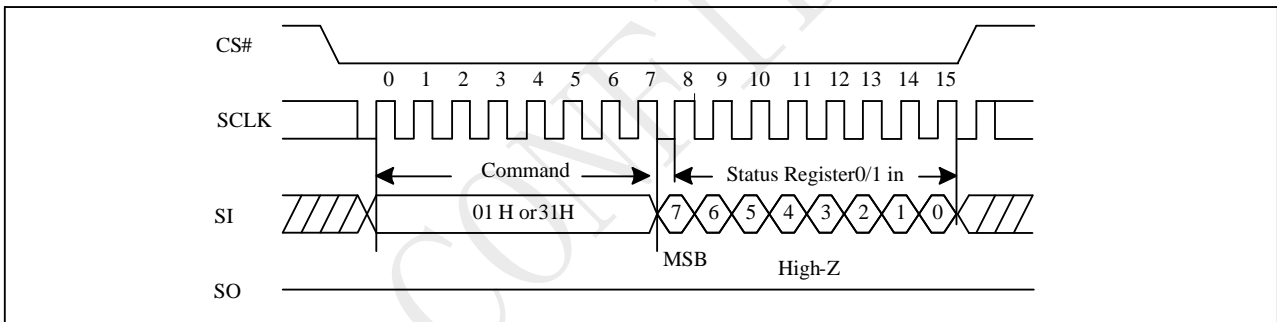 CS#
0 1 2 3 4 5 6 7 8 9 10 11 12 13 14 15
SCLK
Command
Status Register0/1 in
SI
01 H or31H
7 6 5 4 3 2 1 0
MSB
High-Z
SO